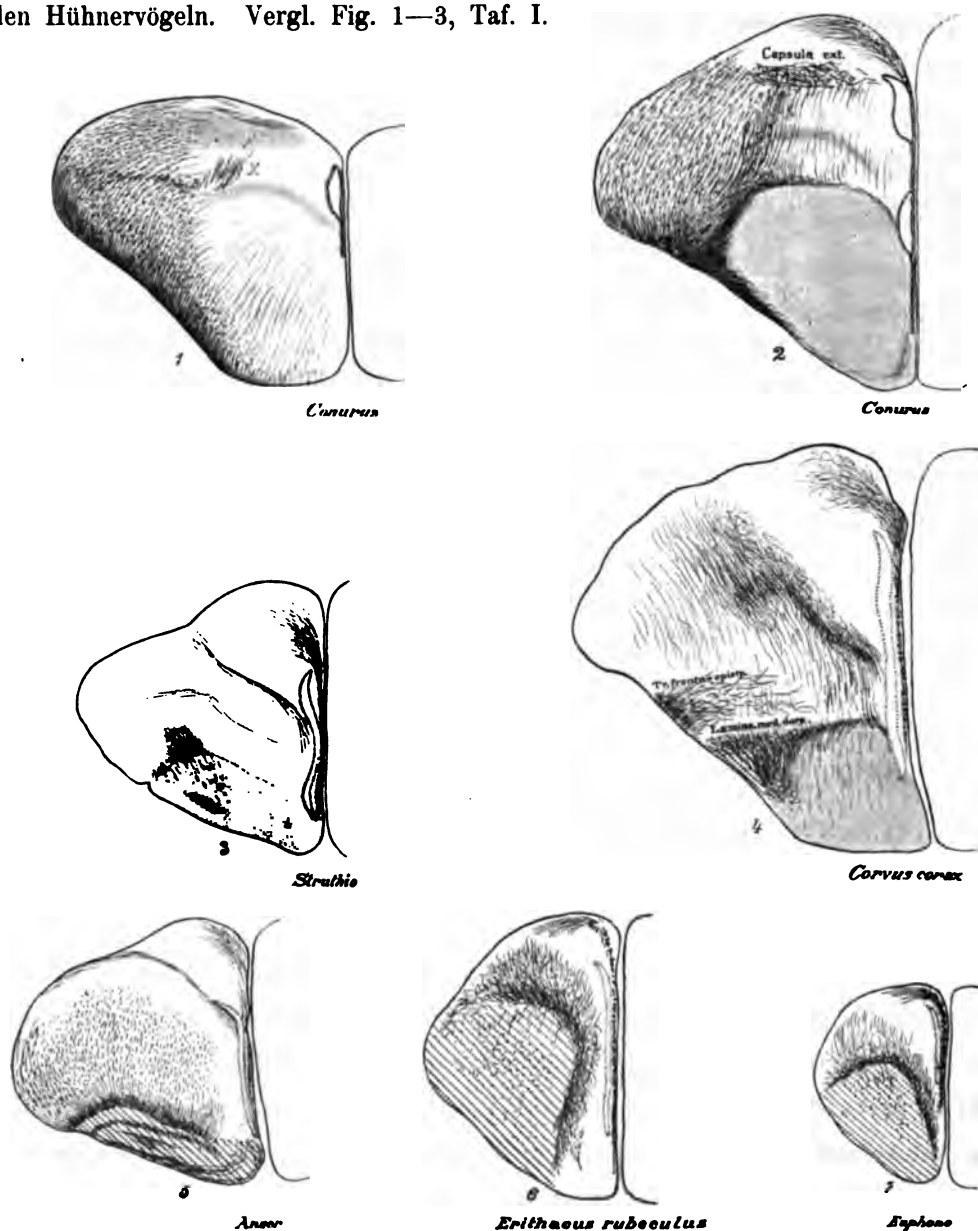 den Hühnervögeln. Vergl. Fig. 1—3, Taf. I.
Capsula ext.
X
1
Conurus
2
Conurus
3
Struthio
Tr. fronto-epistr.
Lamina med. dors.
4
Corvus corax
5
Anser
6
Erithacus rubeculus
7